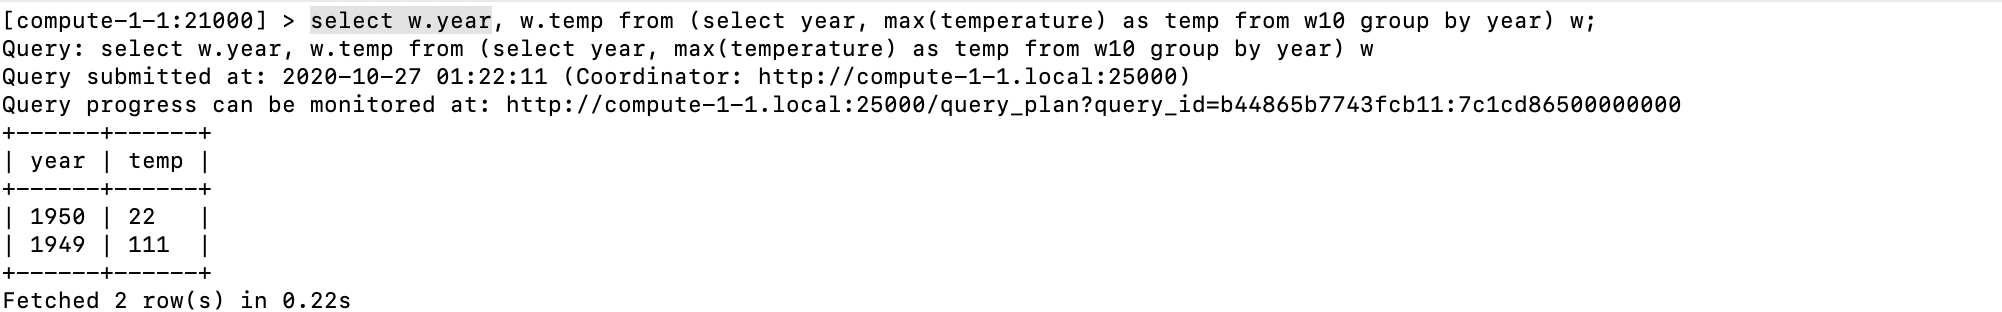 [compute-1-1:21000] > select w.year, w.temp from (select year, max(temperature) as temp from w10 group by year) w;
Query: select w.year, w.temp from (select year, max(temperature) as temp from w10 group by year) w
Query submitted at: 2020-10-27 01:22:11 (Coordinator: http://compute-1-1.local:25000)
Query progress can be monitored at: http://compute-1-1.local:25000/query_plan?query_id=b44865b7743fcb11:7c1cd86500000000
+------+------+
| year | temp |
+------+------+
| 1950 | 22   |
| 1949 | 111  |
+------+------+
Fetched 2 row(s) in 0.22s